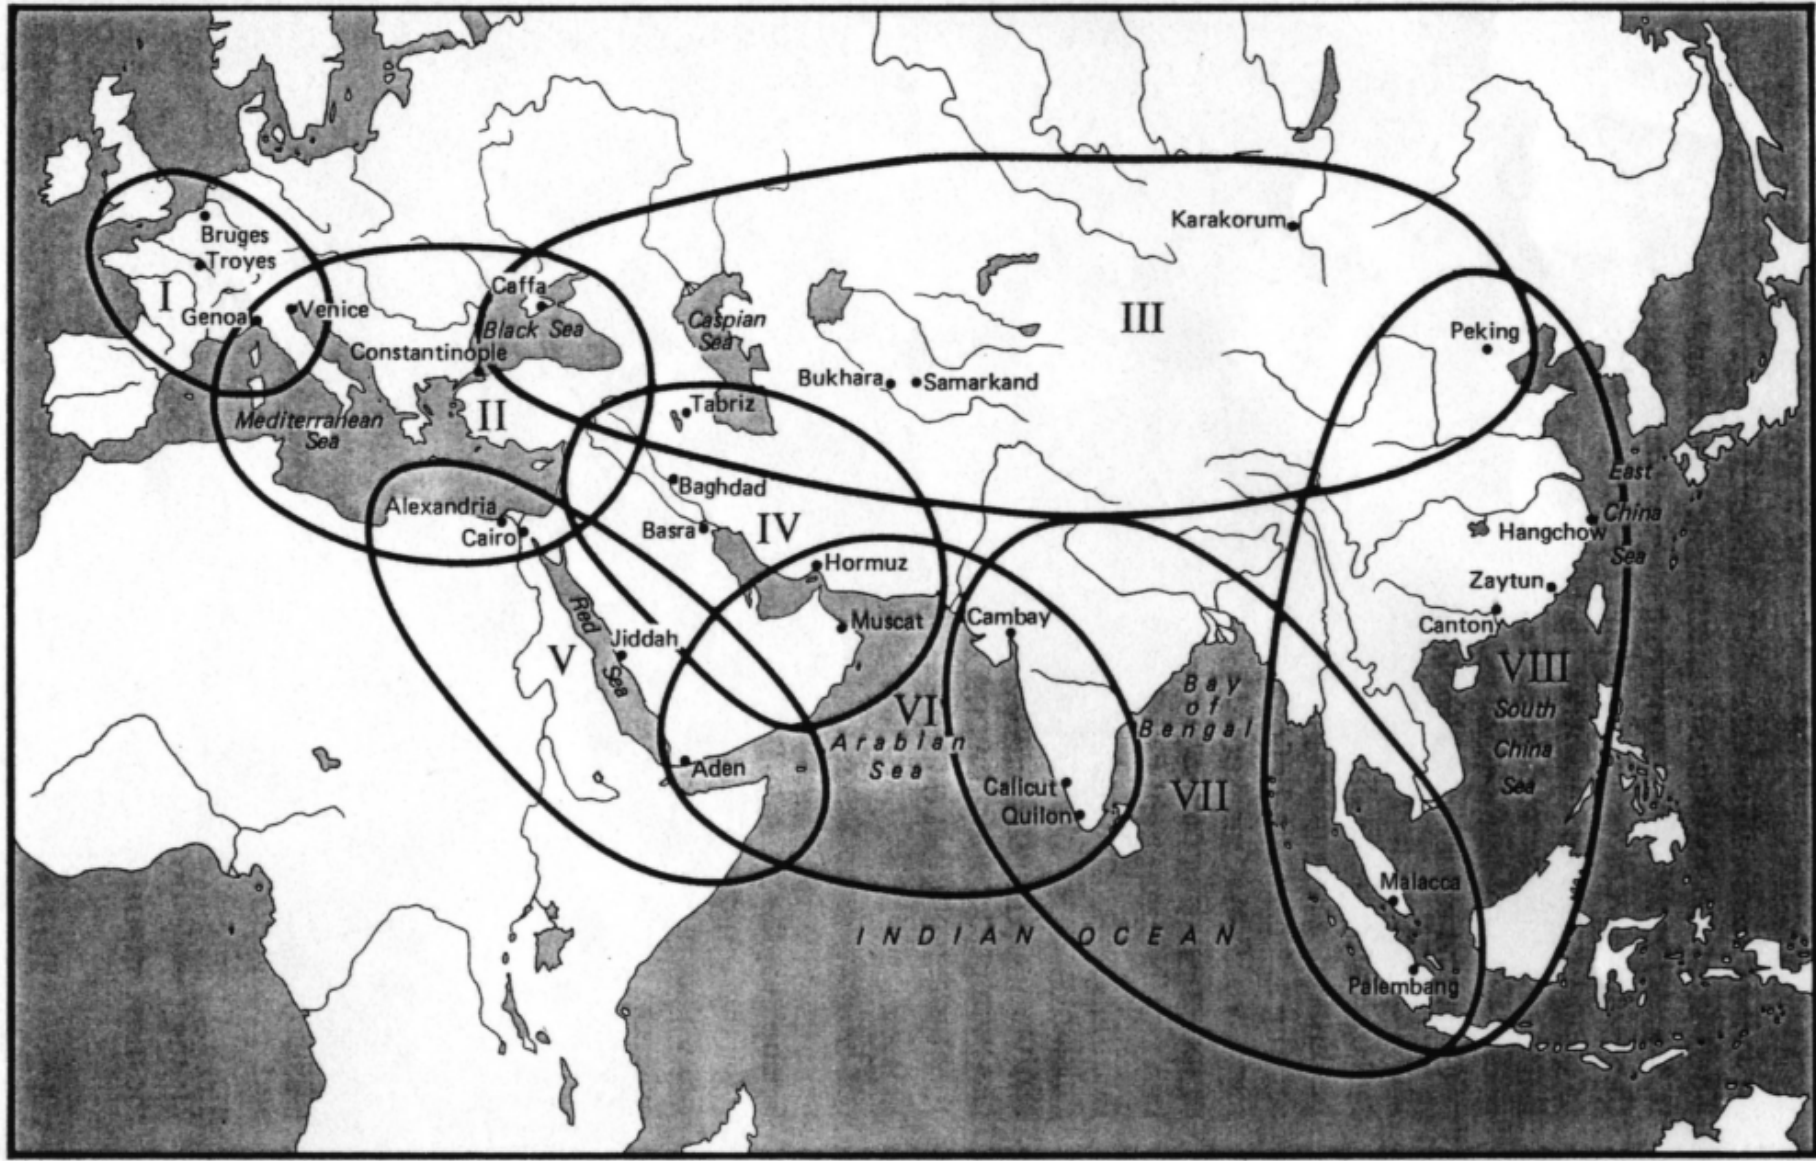 Bruges
Troyes
I
Genoa
Venice
Caffa
Black Sea
Constantinople
II
Mediterranean
Sea
Caspian
Sea
Karakorum
III
Peking
Bukhara
Samarkand
Tabriz
Baghdad
IV
Basra
Alexandria
Cairo
Hormuz
Muscat
Red
Sea
Jiddah
V
Aden
VI
Arabian
Sea
Cambay
Calicut
Quilon
Bay
of
Bengal
VII
East
China
Sea
Hangchow
Zaytun
Canton
VIII
South
China
Sea
Malacca
Palembang
INDIAN OCEAN